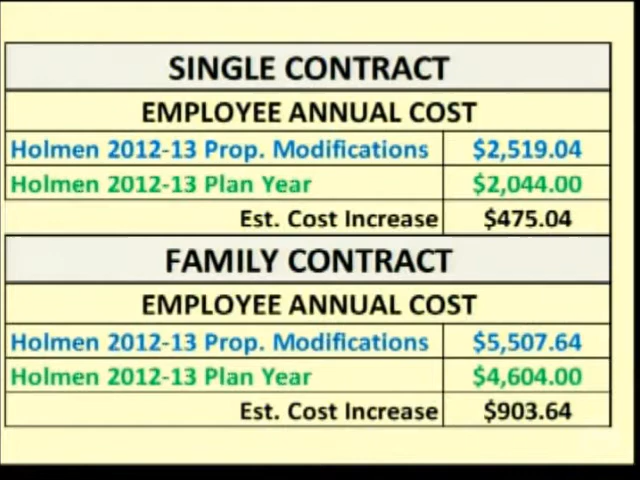 SINGLE CONTRACT
EMPLOYEE ANNUAL COST
Holmen 2012-13 Prop. Modifications $2,519.04
Holmen 2012-13 Plan Year $2,044.00
Est. Cost Increase $475.04
FAMILY CONTRACT
EMPLOYEE ANNUAL COST
Holmen 2012-13 Prop. Modifications $5,507.64
Holmen 2012-13 Plan Year $4,604.00
Est. Cost Increase $903.64